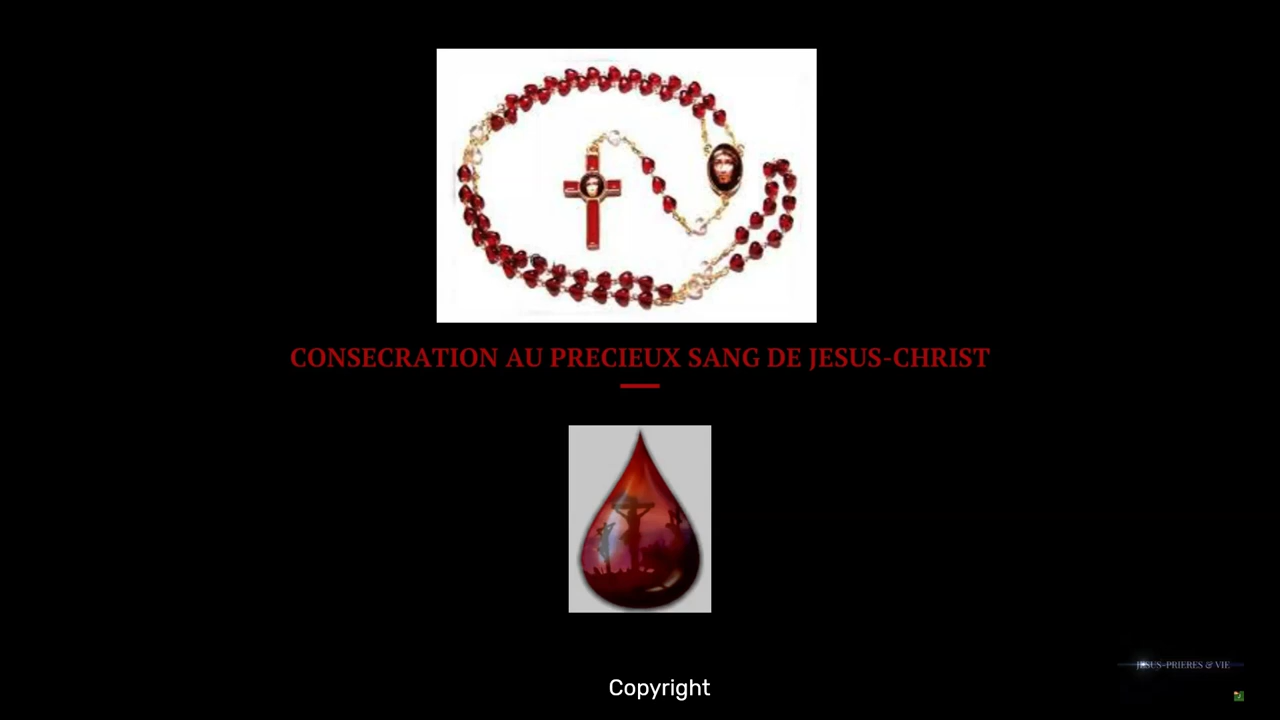 CONSECRATION AU PRECIEUX SANG DE JESUS-CHRIST
Copyright
JESUS-PRIERES & VIE